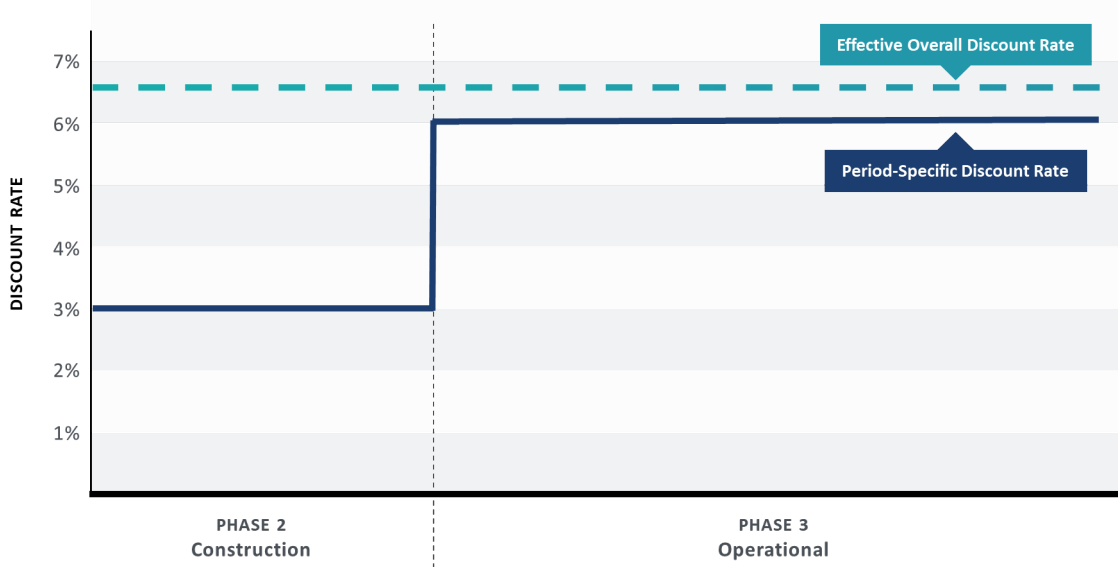 Effective Overall Discount Rate
7%
6%
Period-Specific Discount Rate
5%
4%
3%
2%
1%
DISCOUNT RATE
PHASE 2
Construction
PHASE 3
Operational